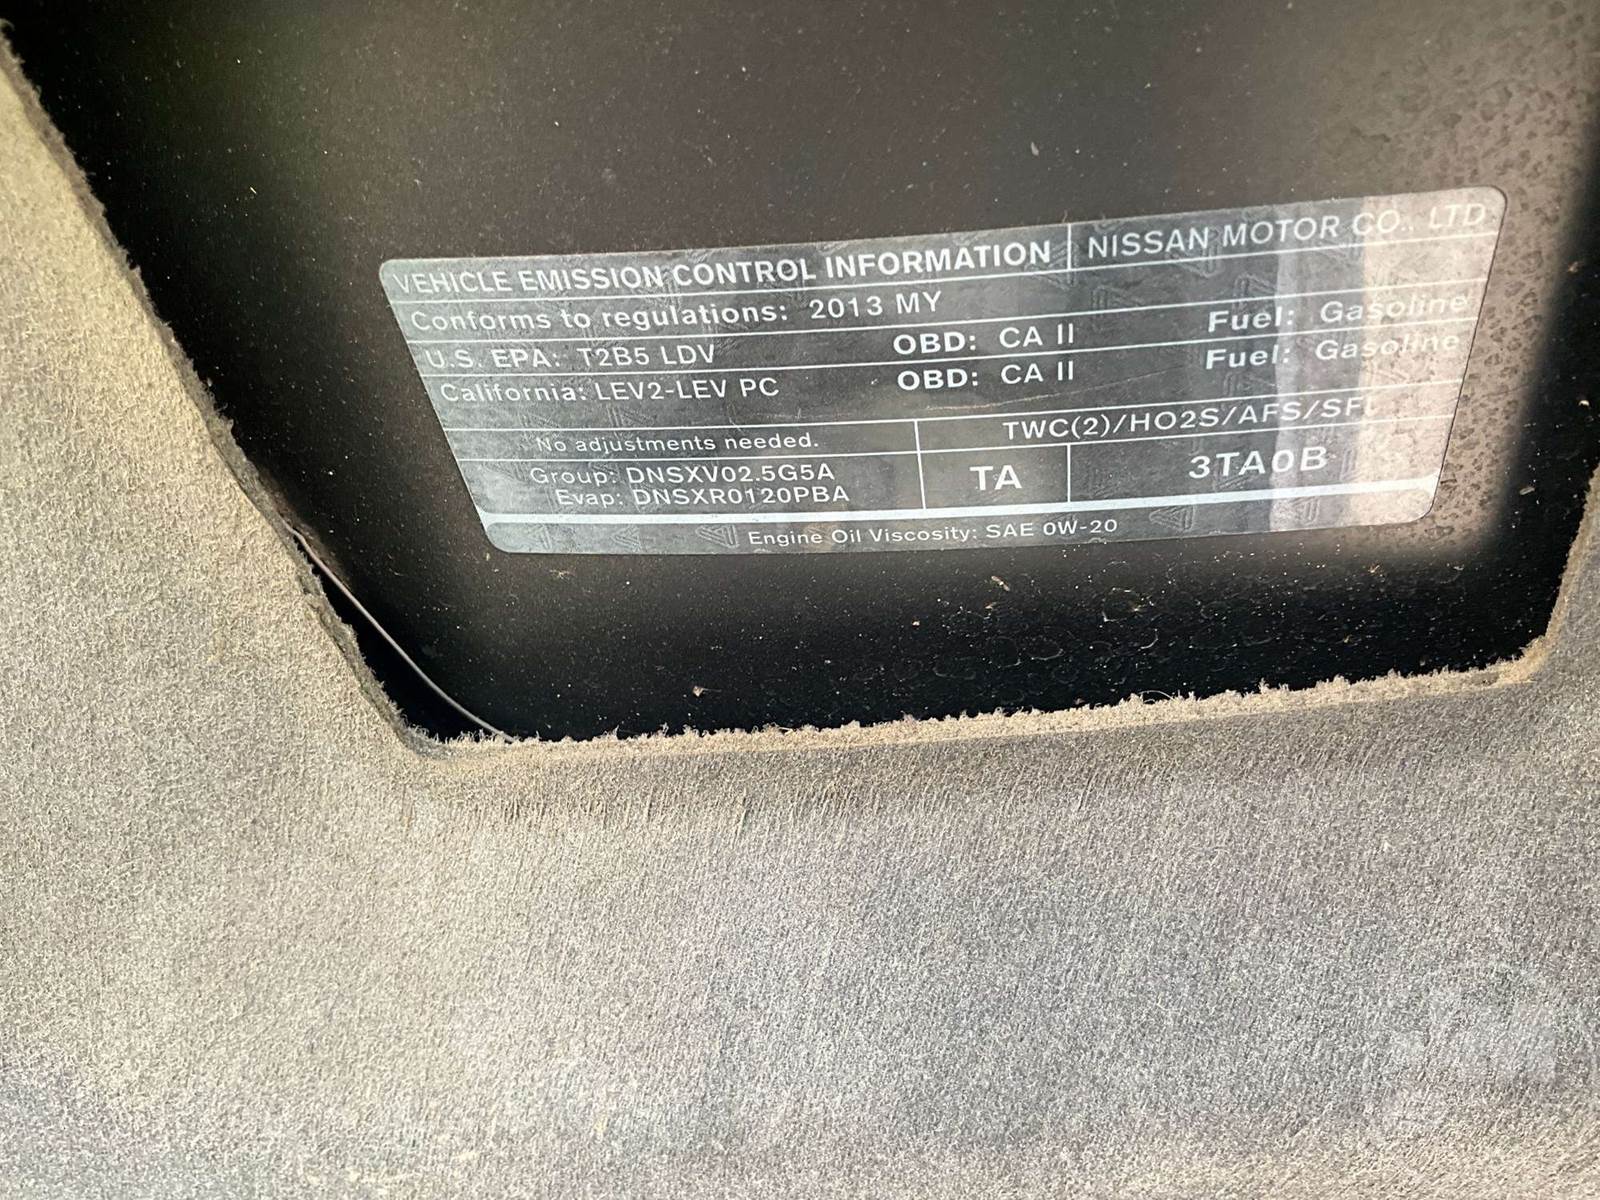 VEHICLE EMISSION CONTROL INFORMATION NISSAN MOTOR CO., LTD
Conforms to regulations: 2013 MY
U.S. EPA: T2B5 LDV OBD: CA II Fuel: Gasoline
California: LEV2-LEV PC OBD: CA II Fuel: Gasoline
No adjustments needed. TWC(2)/HO2S/AFS/SFI
Group: DNSXV02.5G5A TA 3TA0B
Evap: DNSXR0120PBA
Engine Oil Viscosity: SAE 0W-20